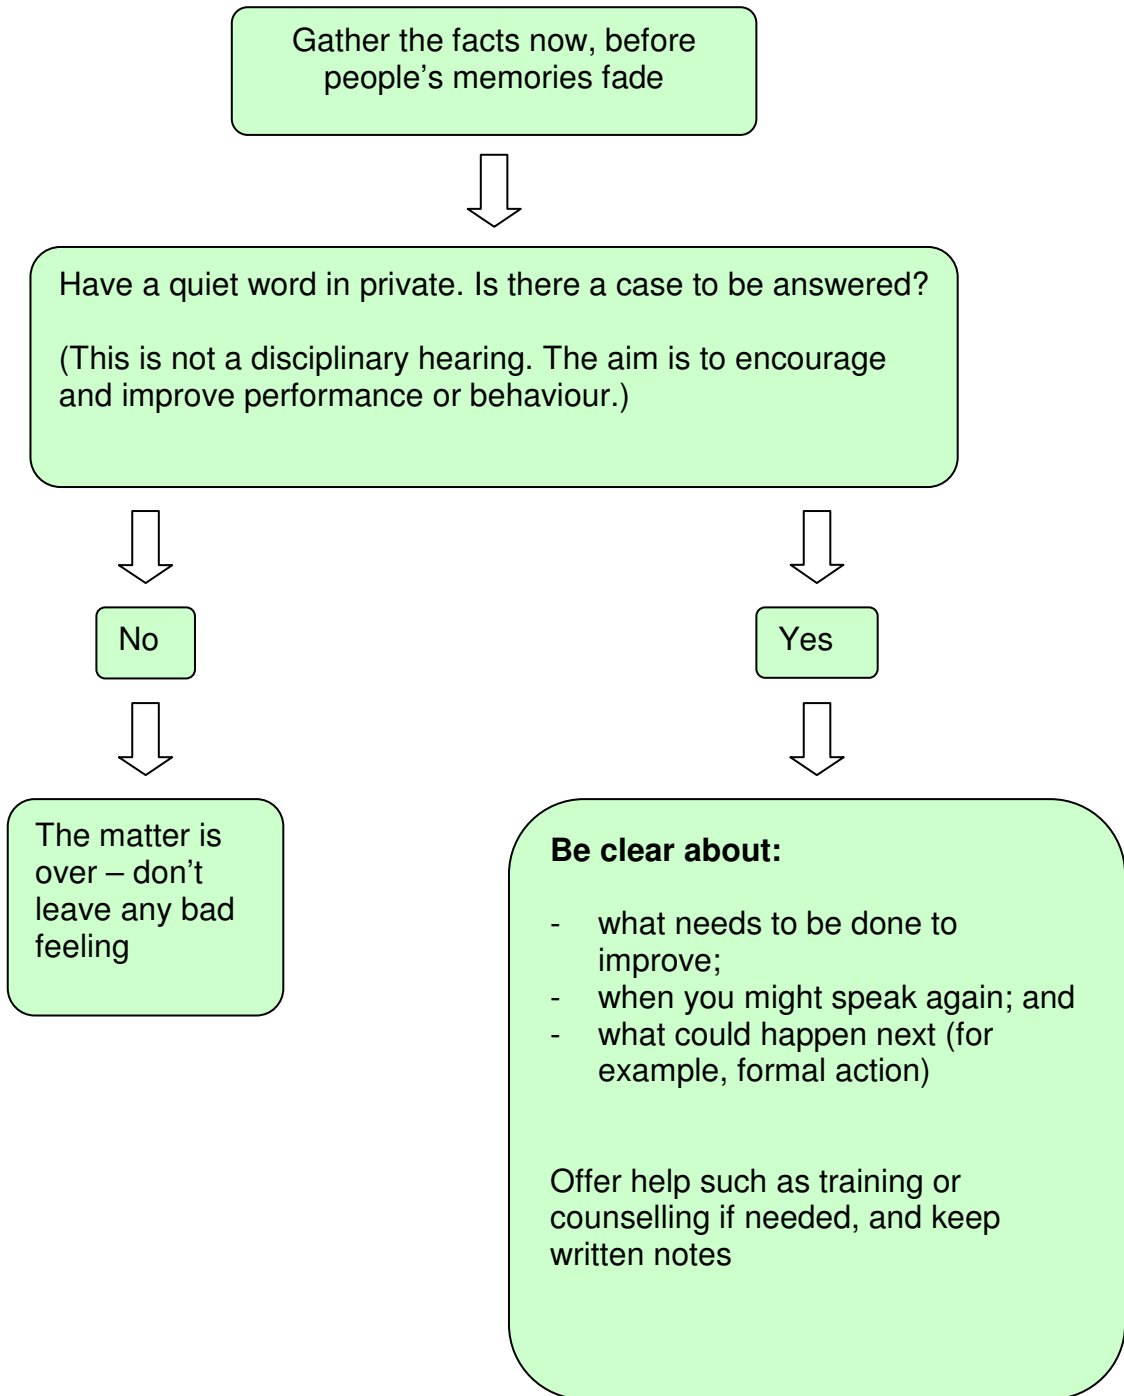 Gather the facts now, before
people’s memories fade
Have a quiet word in private. Is there a case to be answered?
(This is not a disciplinary hearing. The aim is to encourage
and improve performance or behaviour.)
No
Yes
The matter is
over – don’t
leave any bad
feeling
Be clear about:
- what needs to be done to
improve;
- when you might speak again; and
- what could happen next (for
example, formal action)
Offer help such as training or
counselling if needed, and keep
written notes